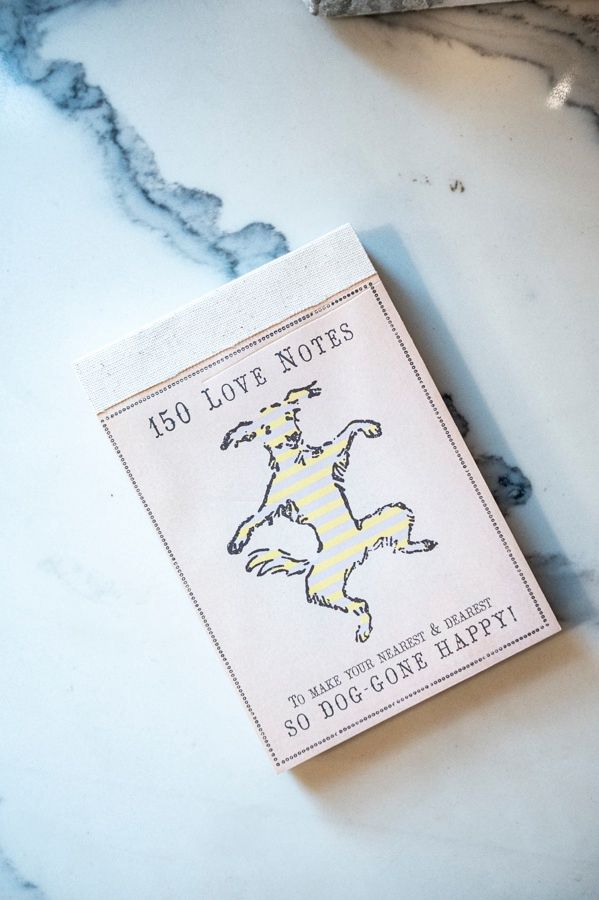 150 LOVE NOTES
TO MAKE YOUR NEAREST & DEAREST
SO DOG-GONE HAPPY!